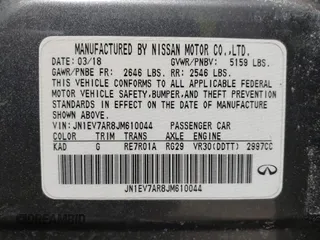 MANUFACTURED BY NISSAN MOTOR CO.,LTD.
DATE: 03/18 GVWR/PNBV: 5159 LBS.
GAWR/PNBE FR: 2646 LBS. RR: 2546 LBS.
THIS VEHICLE CONFORMS TO ALL APPLICABLE
FEDERAL MOTOR VEHICLE SAFETY,BUMPER,AND THEFT
PREVENTION STANDARDS IN EFFECT ON THE
DATE OF MANUFACTURE SHOWN ABOVE.
VIN:JN1EV7AR8JM610044 PASSENGER CAR
COLOR TRIM TRANS AXLE ENGINE
KAD G RE7R01A RG29 VR30(DDTT) 2997CC
JN1EV7AR8JM610044
DREAMBID